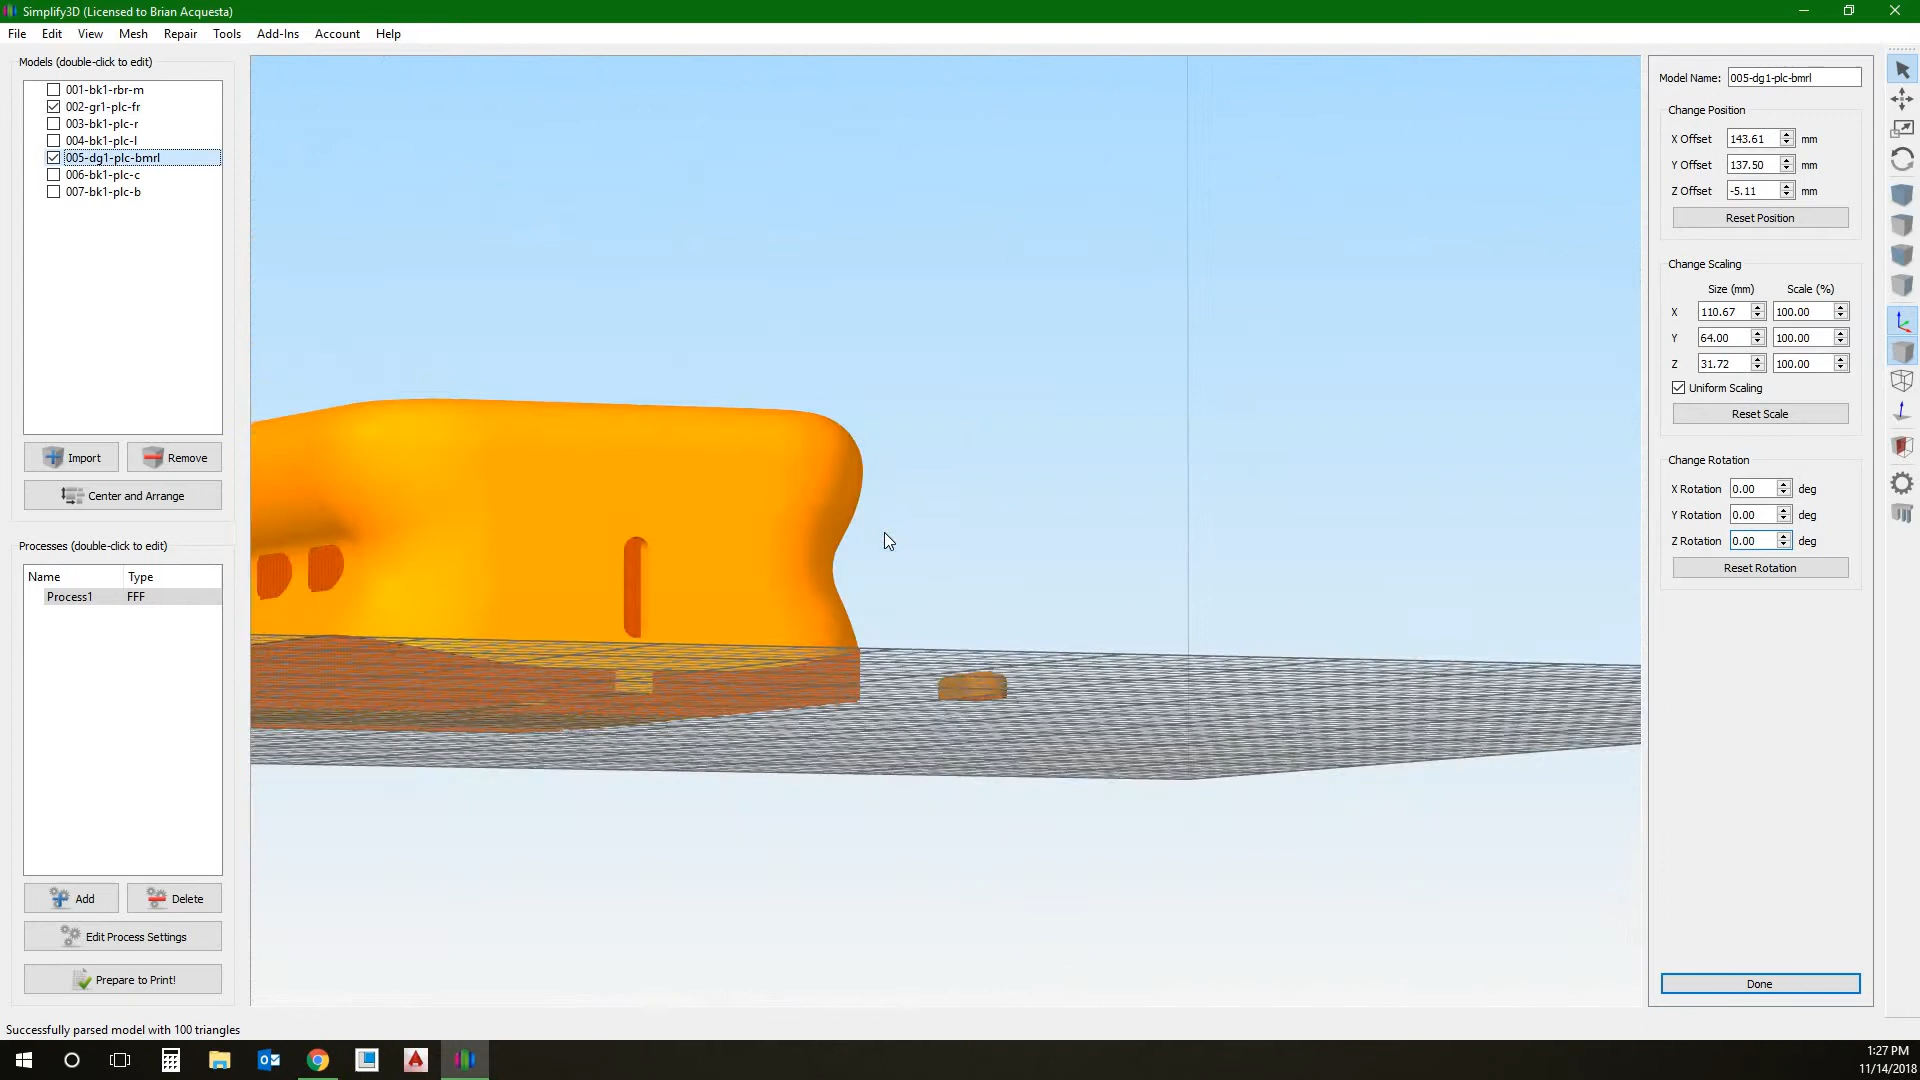 Simplify3D (Licensed to Brian Acquesta)
File Edit View Mesh Repair Tools Add-Ins Account Help
Models (double-click to edit)
001-bk1-rbr-m
002-gr1-plc-fr
003-bk1-plc-r
004-bk1-plc-l
005-dg1-plc-bmrl
006-bk1-plc-c
007-bk1-plc-b
Import Remove
Center and Arrange
Processes (double-click to edit)
Name Type
Process1 FFF
Add Delete
Edit Process Settings
Prepare to Print!
Successfully parsed model with 100 triangles
Model Name: 005-dg1-plc-bmrl
Change Position
X Offset 143.61 mm
Y Offset 137.50 mm
Z Offset -5.11 mm
Reset Position
Change Scaling
Size (mm) Scale (%)
X 110.67 100.00
Y 64.00 100.00
Z 31.72 100.00
Uniform Scaling
Reset Scale
Change Rotation
X Rotation 0.00 deg
Y Rotation 0.00 deg
Z Rotation 0.00 deg
Reset Rotation
Done
1:27 PM
11/14/2018